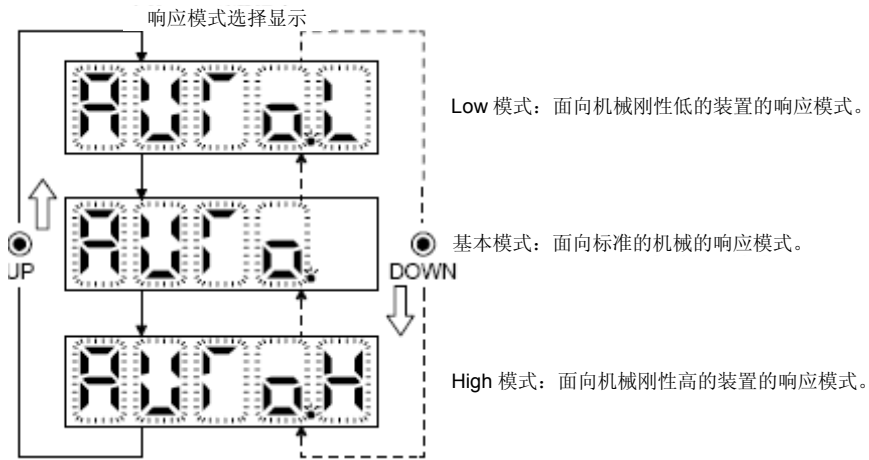 响应模式选择显示
AUTo.L
Low 模式：面向机械刚性低的装置的响应模式。
AUTo.
基本模式：面向标准的机械的响应模式。
UP
DOWN
AUTo.H
High 模式：面向机械刚性高的装置的响应模式。